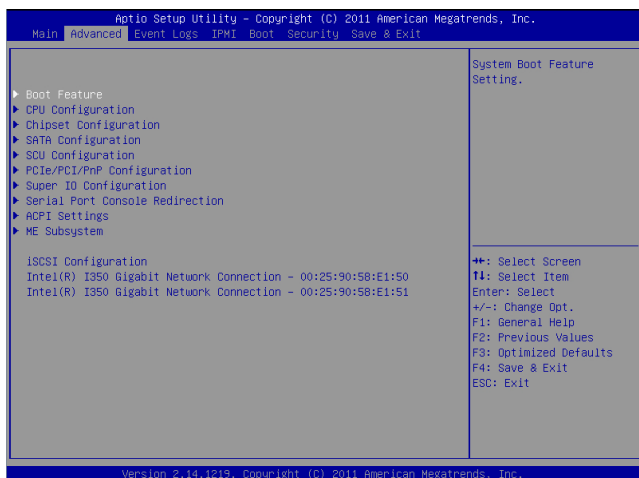 Aptio Setup Utility – Copyright (C) 2011 American Megatrends, Inc.
Main Advanced Event Logs IPMI Boot Security Save & Exit
System Boot Feature
Setting.
Boot Feature
CPU Configuration
Chipset Configuration
SATA Configuration
SCU Configuration
PCIe/PCI/PnP Configuration
Super IO Configuration
Serial Port Console Redirection
ACPI Settings
ME Subsystem
iSCSI Configuration
Intel(R) I350 Gigabit Network Connection – 00:25:90:58:E1:50
Intel(R) I350 Gigabit Network Connection – 00:25:90:58:E1:51
→←: Select Screen
↑↓: Select Item
Enter: Select
+/–: Change Opt.
F1: General Help
F2: Previous Values
F3: Optimized Defaults
F4: Save & Exit
ESC: Exit
Version 2.14.1219. Copyright (C) 2011 American Megatrends, Inc.